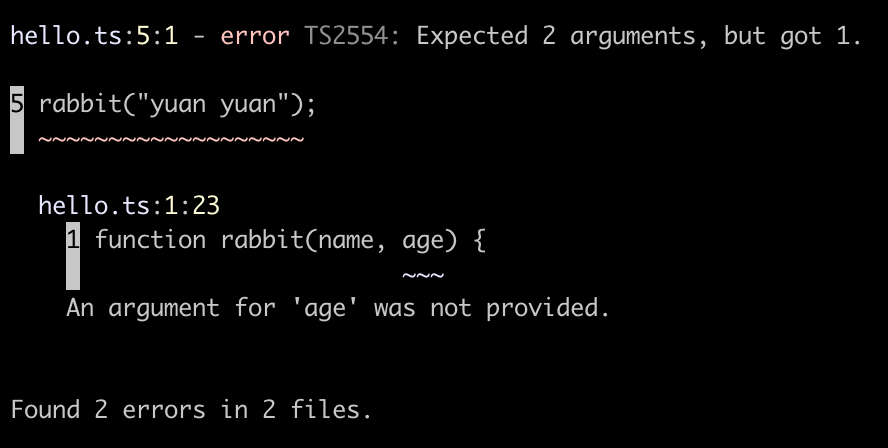 hello.ts:5:1 - error TS2554: Expected 2 arguments, but got 1.
5 rabbit("yuan yuan");
~~~~~~~~~~~~~~~~~~~
hello.ts:1:23
1 function rabbit(name, age) {
~~~
An argument for 'age' was not provided.
Found 2 errors in 2 files.